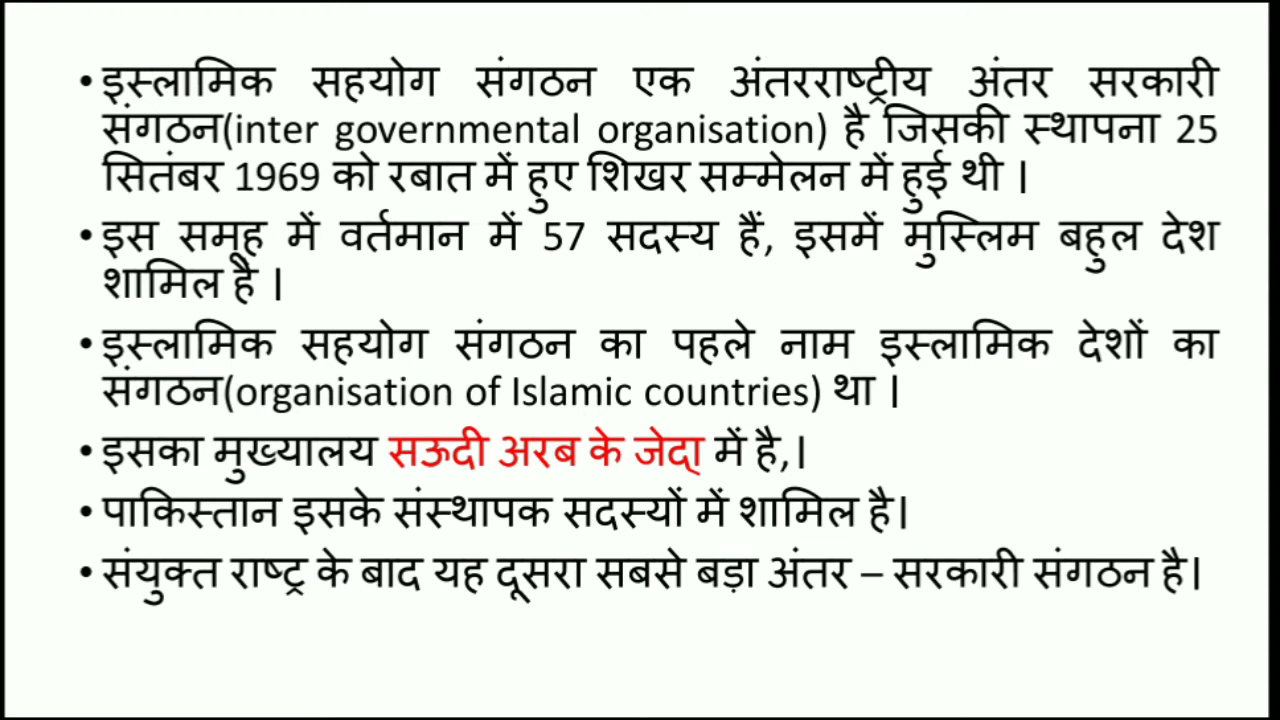 • इस्लामिक सहयोग संगठन एक अंतरराष्ट्रीय अंतर सरकारी
संगठन(inter governmental organisation) है जिसकी स्थापना 25
सितंबर 1969 को रबात में हुए शिखर सम्मेलन में हुई थी ।
• इस समूह में वर्तमान में 57 सदस्य हैं, इसमें मुस्लिम बहुल देश
शामिल है ।
• इस्लामिक सहयोग संगठन का पहले नाम इस्लामिक देशों का
संगठन(organisation of Islamic countries) था ।
• इसका मुख्यालय सऊदी अरब के जेद्दा में है,।
• पाकिस्तान इसके संस्थापक सदस्यों में शामिल है।
• संयुक्त राष्ट्र के बाद यह दूसरा सबसे बड़ा अंतर – सरकारी संगठन है।